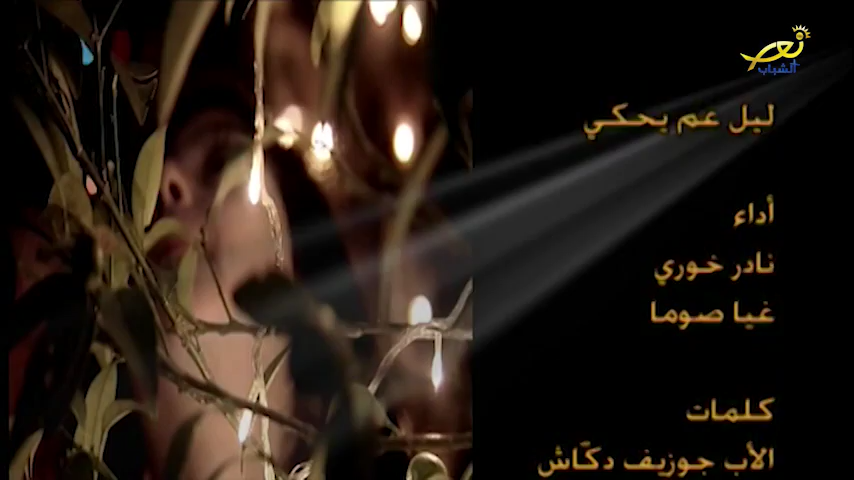 نور
الشباب
ليل عم يحكي
أداء
نادر خوري
غيا صوما
كلمات
الأب جوزيف دكّاش